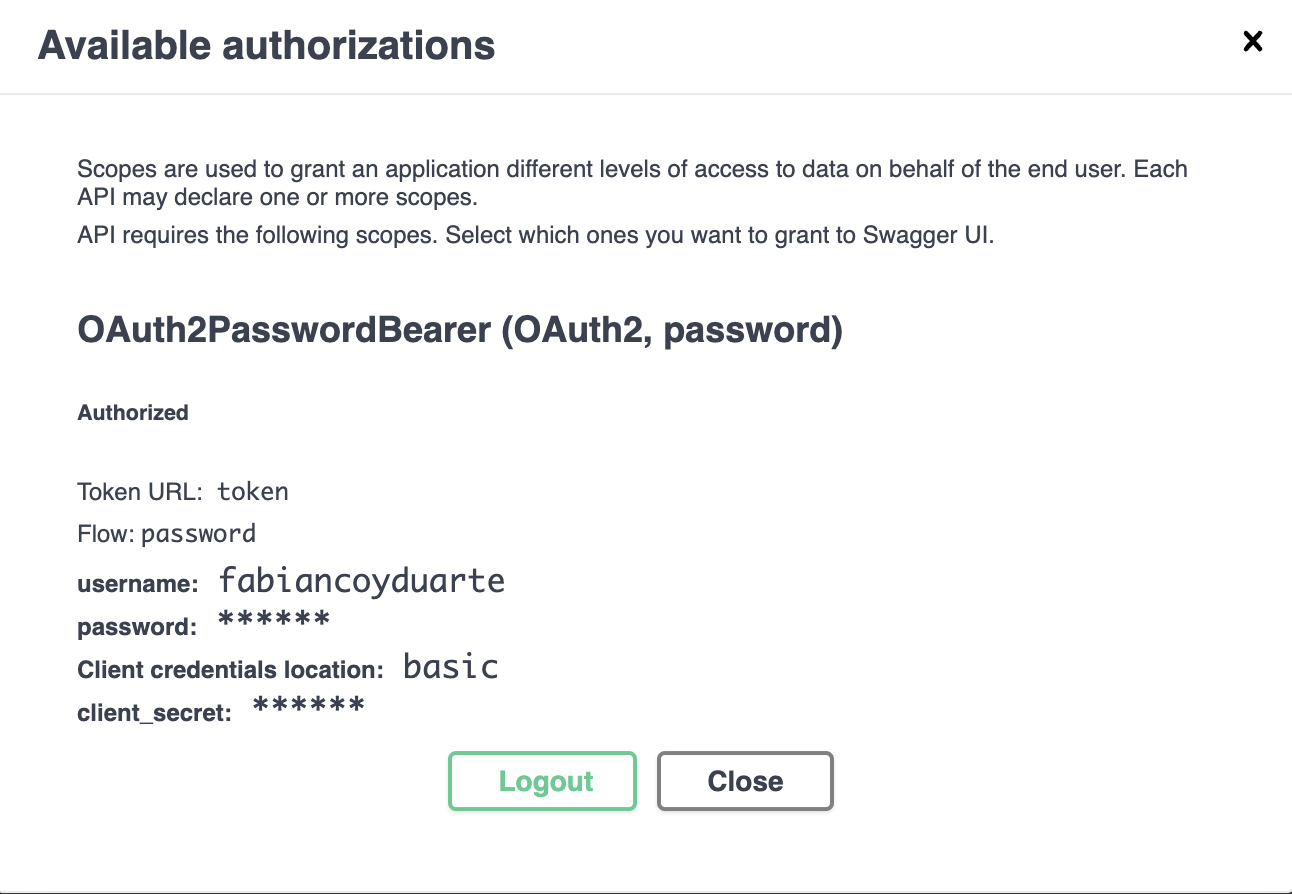 Available authorizations
Scopes are used to grant an application different levels of access to data on behalf of the end user. Each
API may declare one or more scopes.
API requires the following scopes. Select which ones you want to grant to Swagger UI.
OAuth2PasswordBearer (OAuth2, password)
Authorized
Token URL: token
Flow: password
username: fabiancoyduarte
password: ******
Client credentials location: basic
client_secret: ******
Logout Close